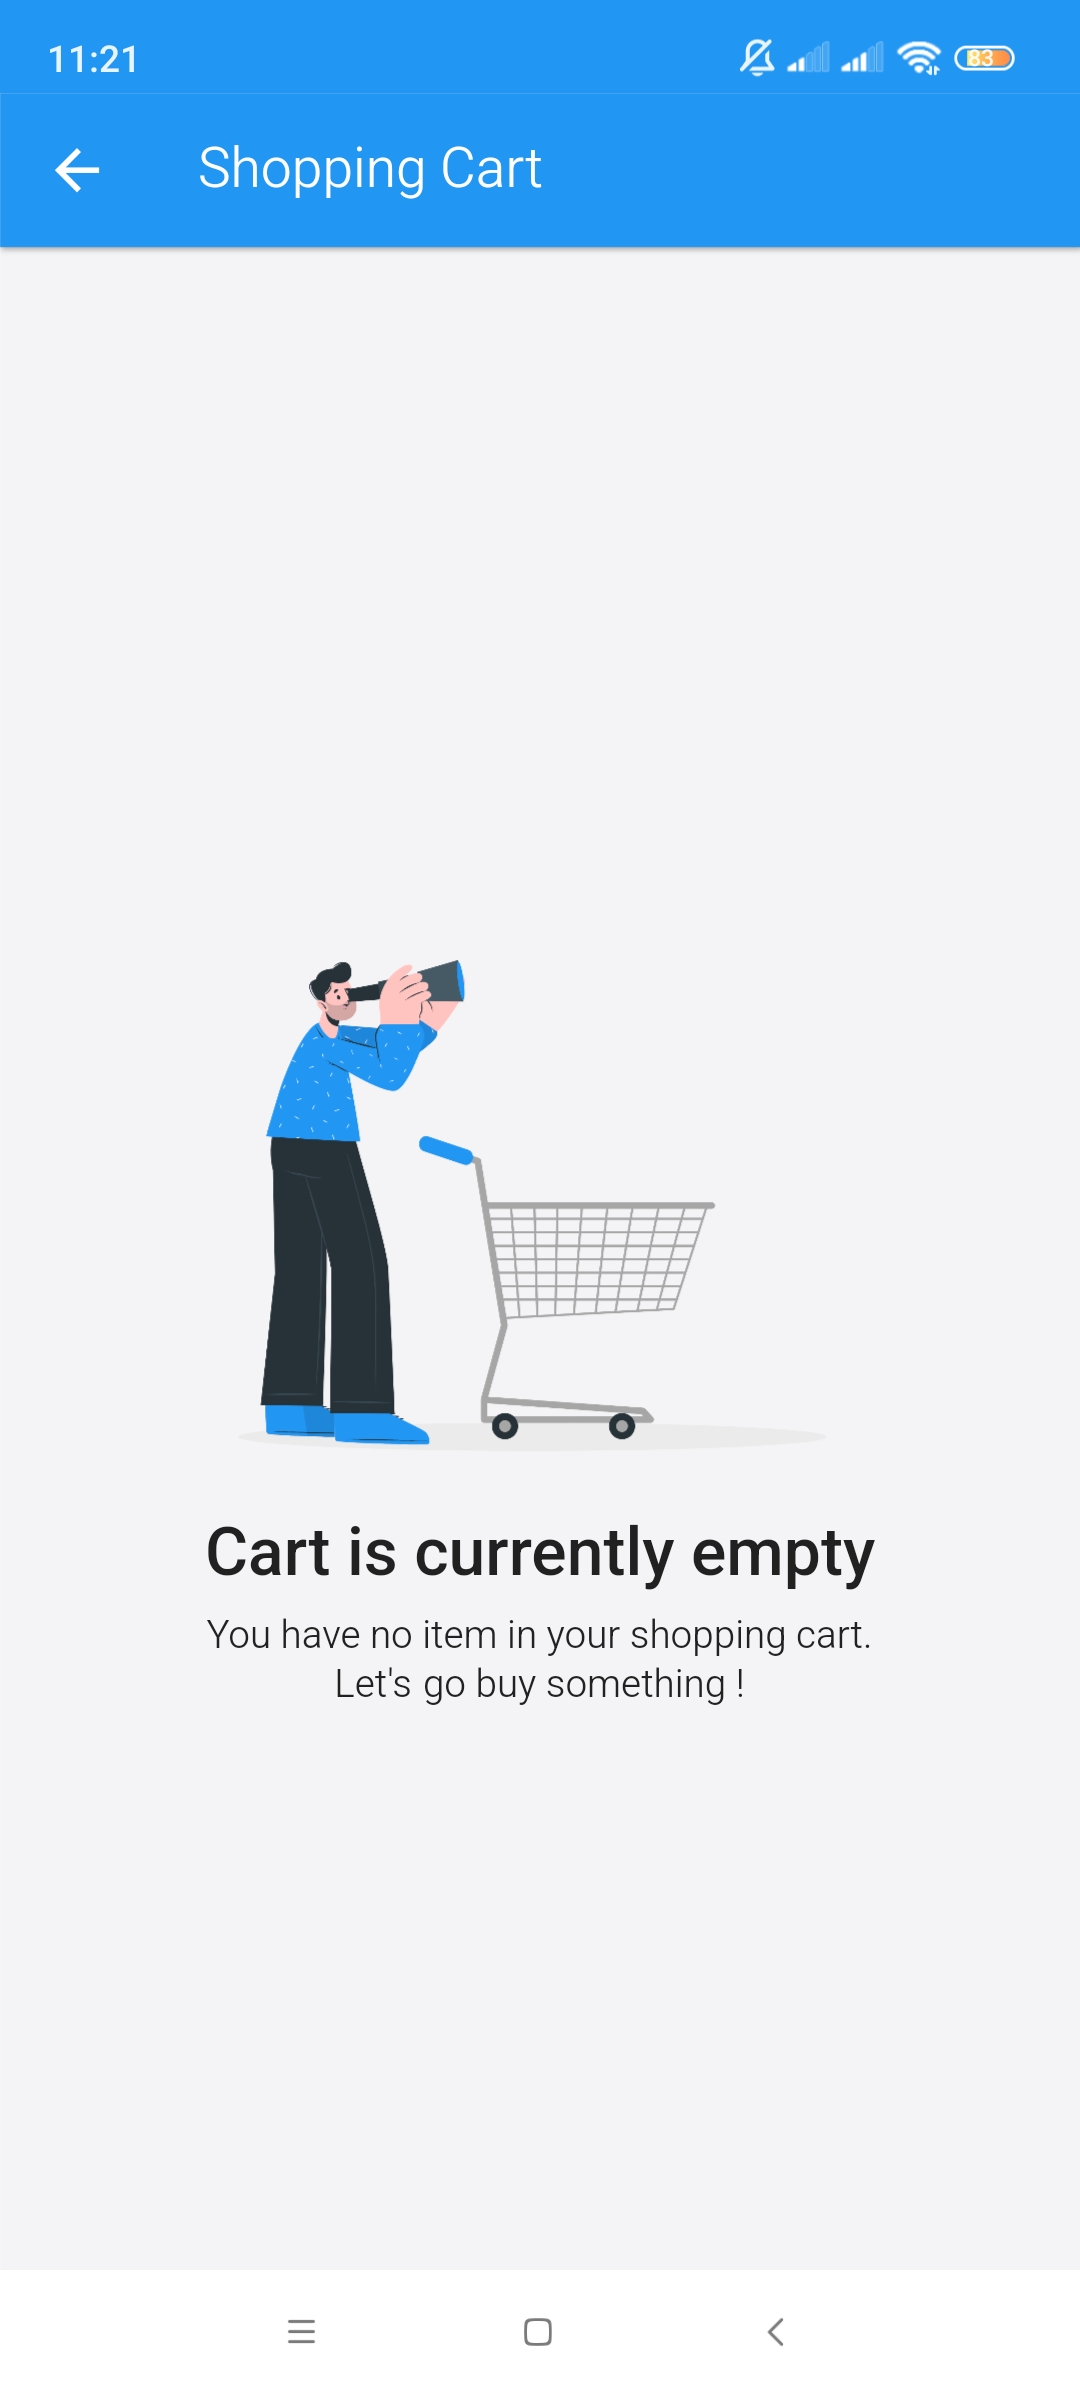 11:21
83
Shopping Cart
Cart is currently empty
You have no item in your shopping cart.
Let's go buy something !